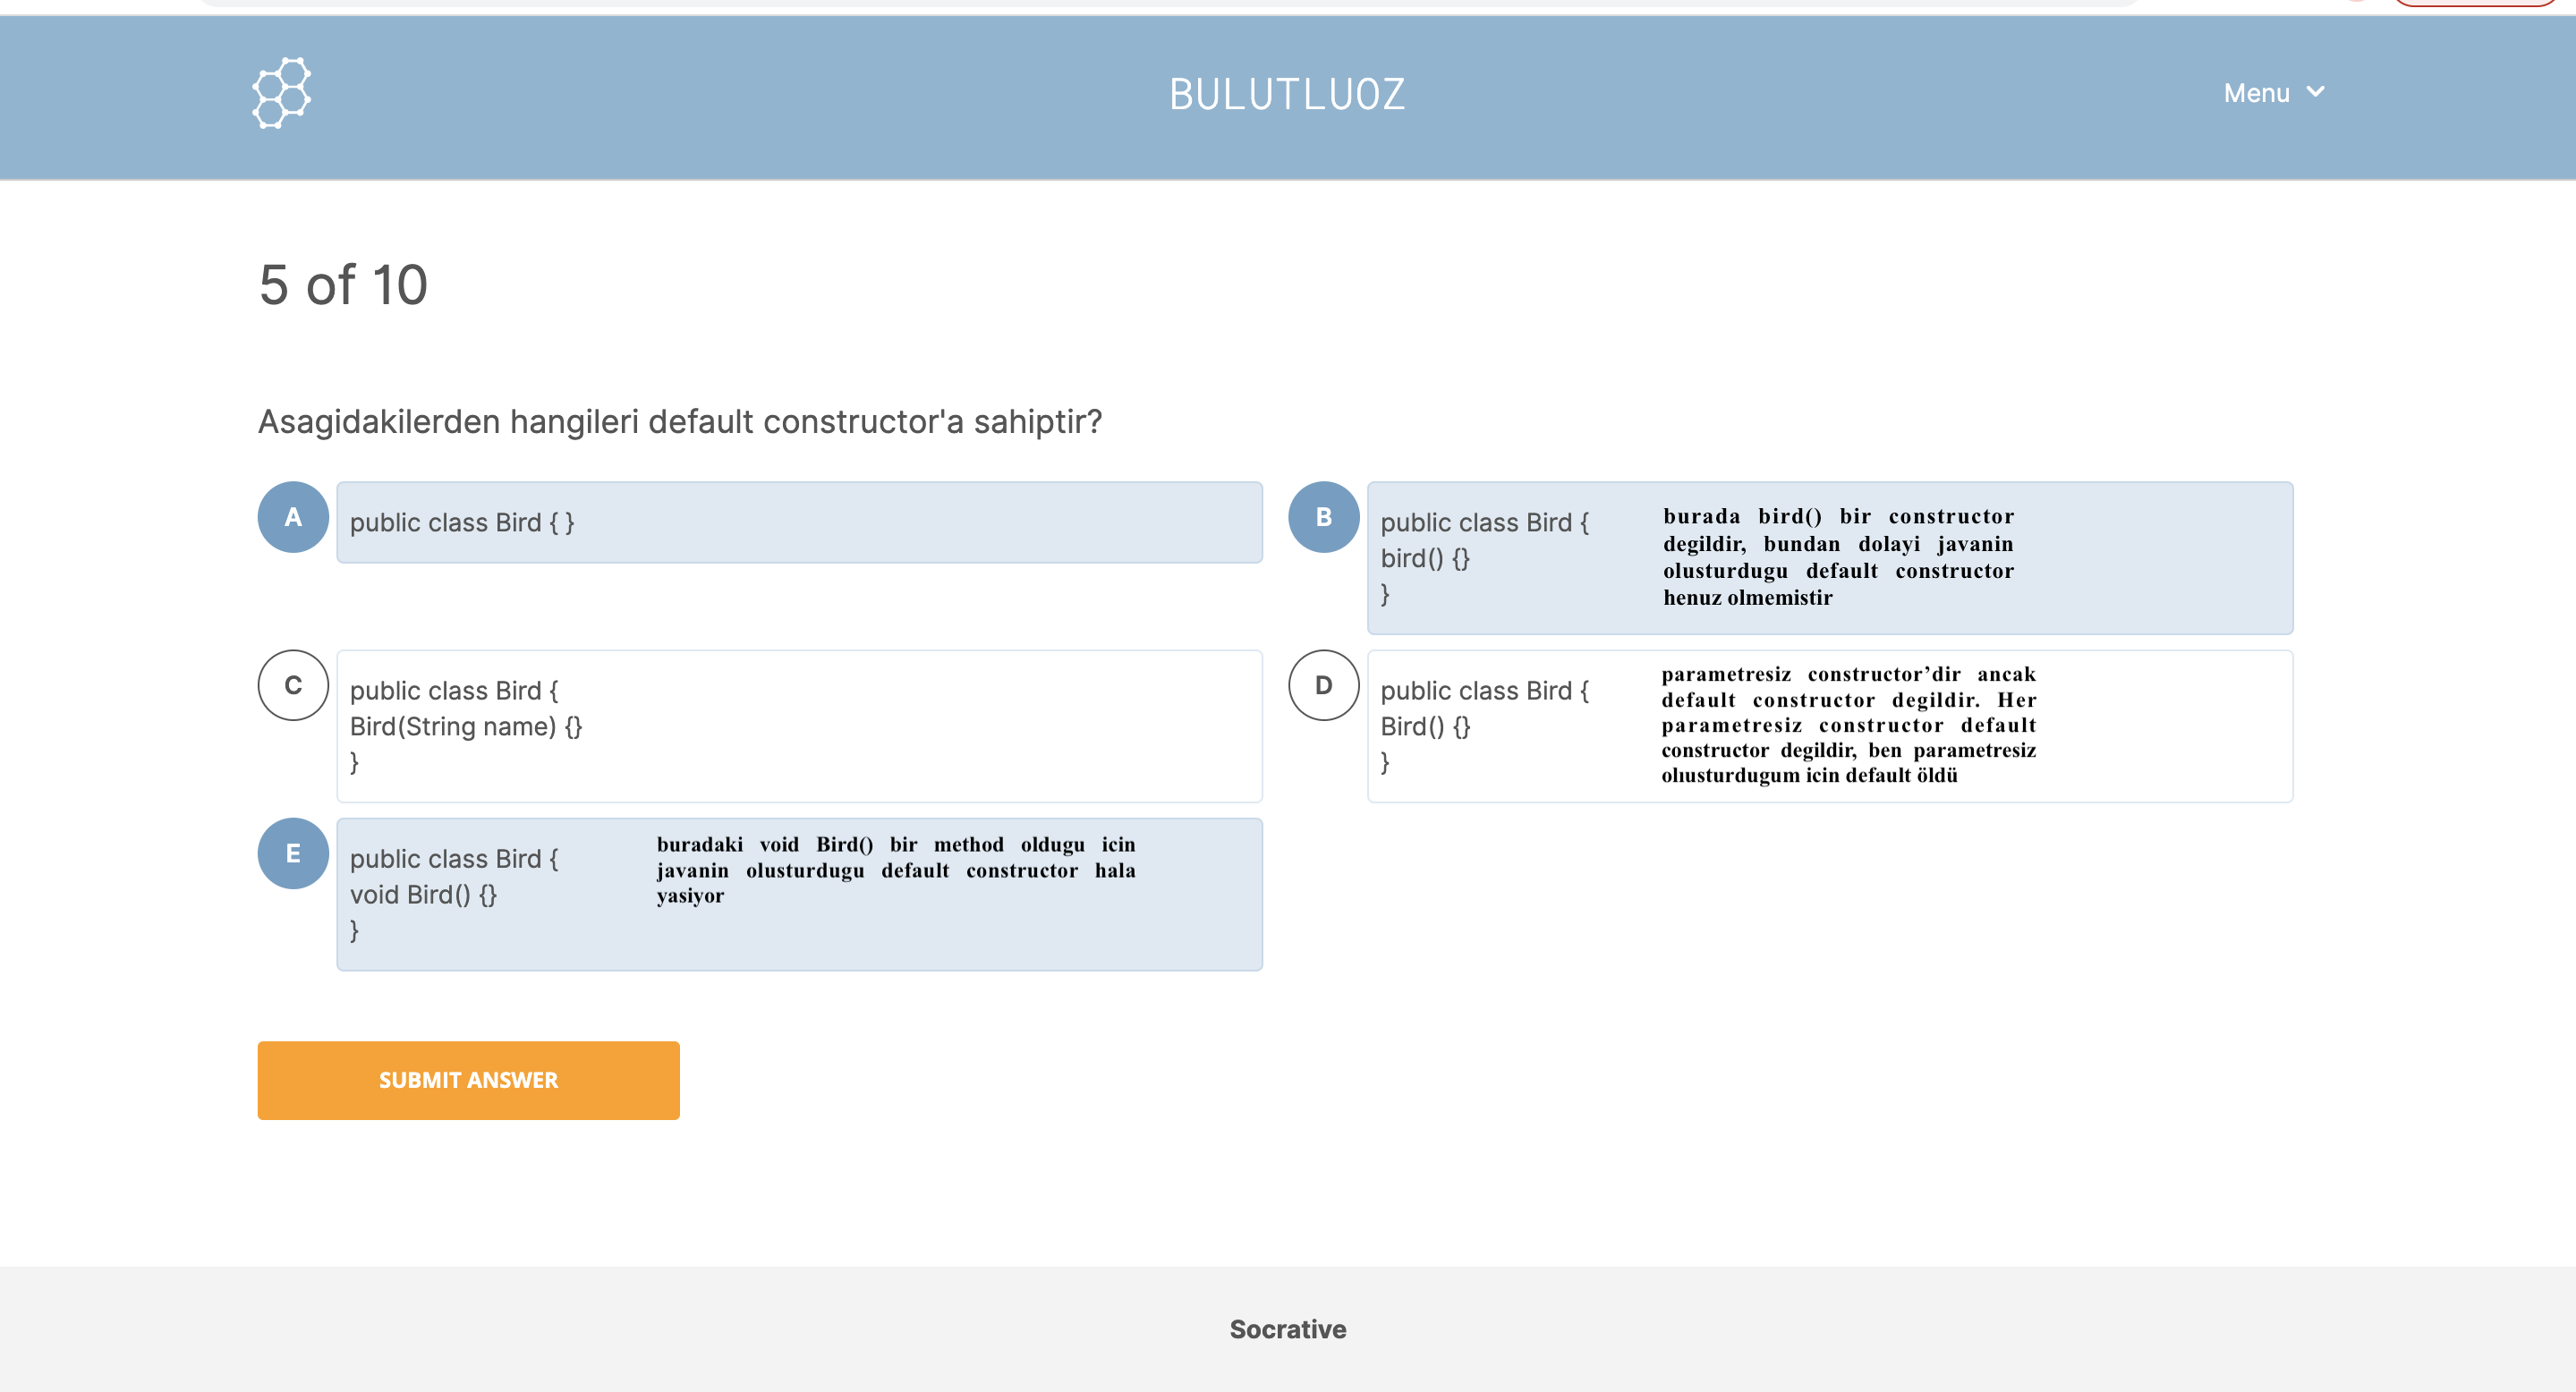 BULUTLUOZ
Menu
5 of 10
Asagidakilerden hangileri default constructor'a sahiptir?
A
public class Bird { }
B
public class Bird {
bird() {}
}
burada bird() bir constructor
degildir, bundan dolayi javanin
olusturdugu default constructor
henuz olmemistir
C
public class Bird {
Bird(String name) {}
}
D
public class Bird {
Bird() {}
}
parametresiz constructor’dir ancak
default constructor degildir. Her
parametresiz constructor default
constructor degildir, ben parametresiz
olıusturdugum icin default öldü
E
public class Bird {
void Bird() {}
}
buradaki void Bird() bir method oldugu icin
javanin olusturdugu default constructor hala
yasiyor
SUBMIT ANSWER
Socrative